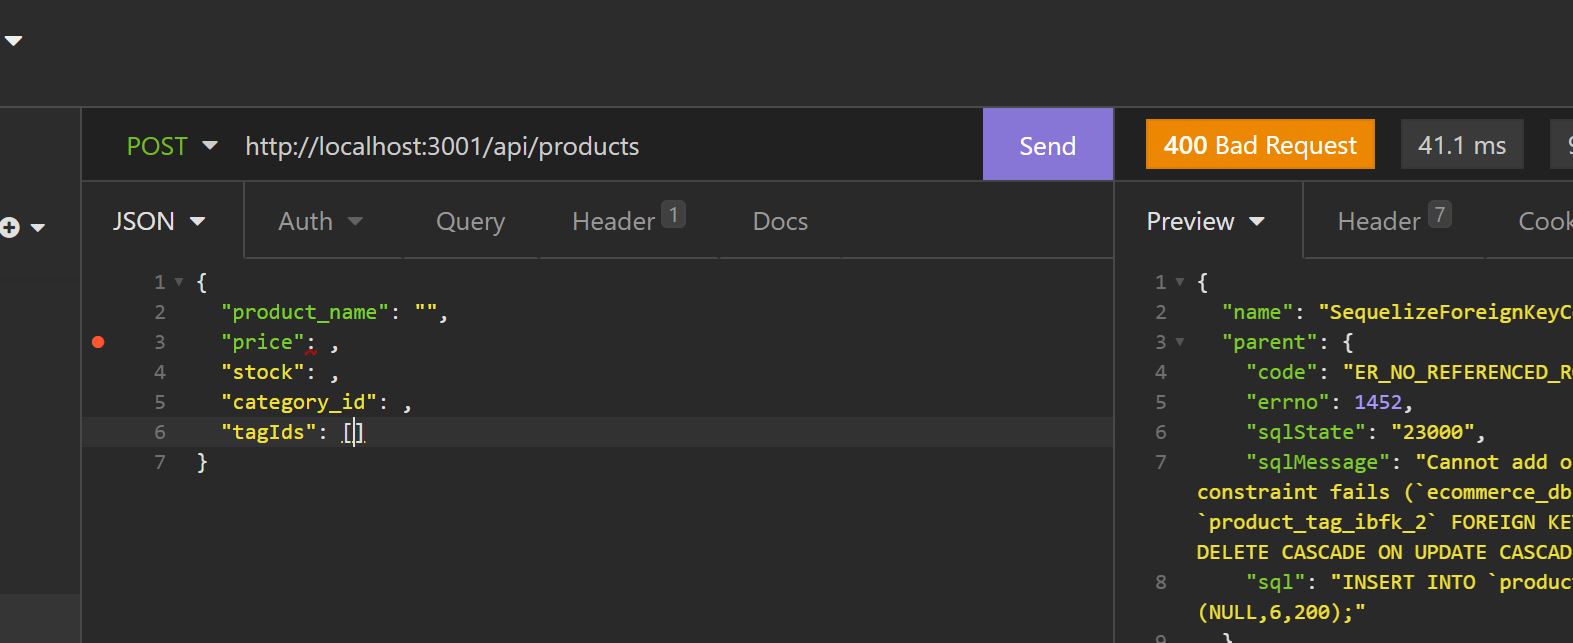 POST http://localhost:3001/api/products Send 400 Bad Request 41.1 ms
JSON Auth Query Header 1 Docs Preview Header 7
1 {
2 "product_name": "",
3 "price": ,
4 "stock": ,
5 "category_id": ,
6 "tagIds": []
7 }
1 {
2 "name": "SequelizeForeignKeyC
3 "parent": {
4 "code": "ER_NO_REFERENCED_R
5 "errno": 1452,
6 "sqlState": "23000",
7 "sqlMessage": "Cannot add o
constraint fails (`ecommerce_db
`product_tag_ibfk_2` FOREIGN KE
DELETE CASCADE ON UPDATE CASCAD
8 "sql": "INSERT INTO `produc
(NULL,6,200);"
9 }